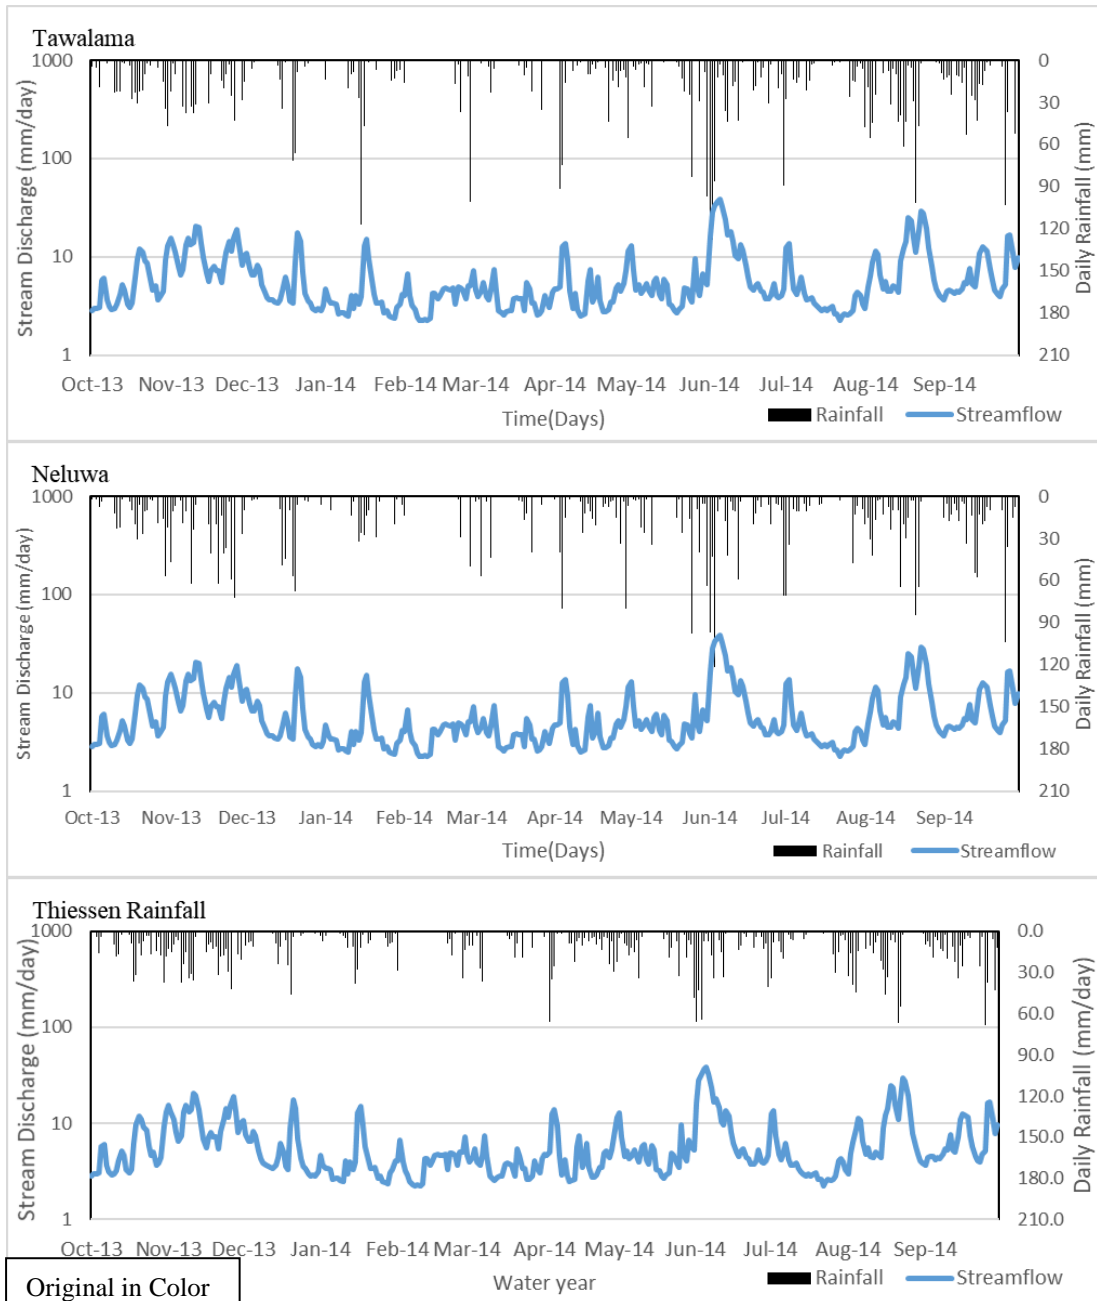 Tawalama
Stream Discharge (mm/day)
1000
100
10
1
0
30
60
90
120
150
180
210
Daily Rainfall (mm)
Oct-13 Nov-13 Dec-13 Jan-14 Feb-14 Mar-14 Apr-14 May-14 Jun-14 Jul-14 Aug-14 Sep-14
Time(Days)
Rainfall Streamflow
Neluwa
Stream Discharge (mm/day)
1000
100
10
1
0
30
60
90
120
150
180
210
Daily Rainfall (mm)
Oct-13 Nov-13 Dec-13 Jan-14 Feb-14 Mar-14 Apr-14 May-14 Jun-14 Jul-14 Aug-14 Sep-14
Time(Days)
Rainfall Streamflow
Thiessen Rainfall
Stream Discharge (mm/day)
1000
100
10
1
0.0
30.0
60.0
90.0
120.0
150.0
180.0
210.0
Daily Rainfall (mm/day)
Oct-13 Nov-13 Dec-13 Jan-14 Feb-14 Mar-14 Apr-14 May-14 Jun-14 Jul-14 Aug-14 Sep-14
Water year
Rainfall Streamflow
Original in Color